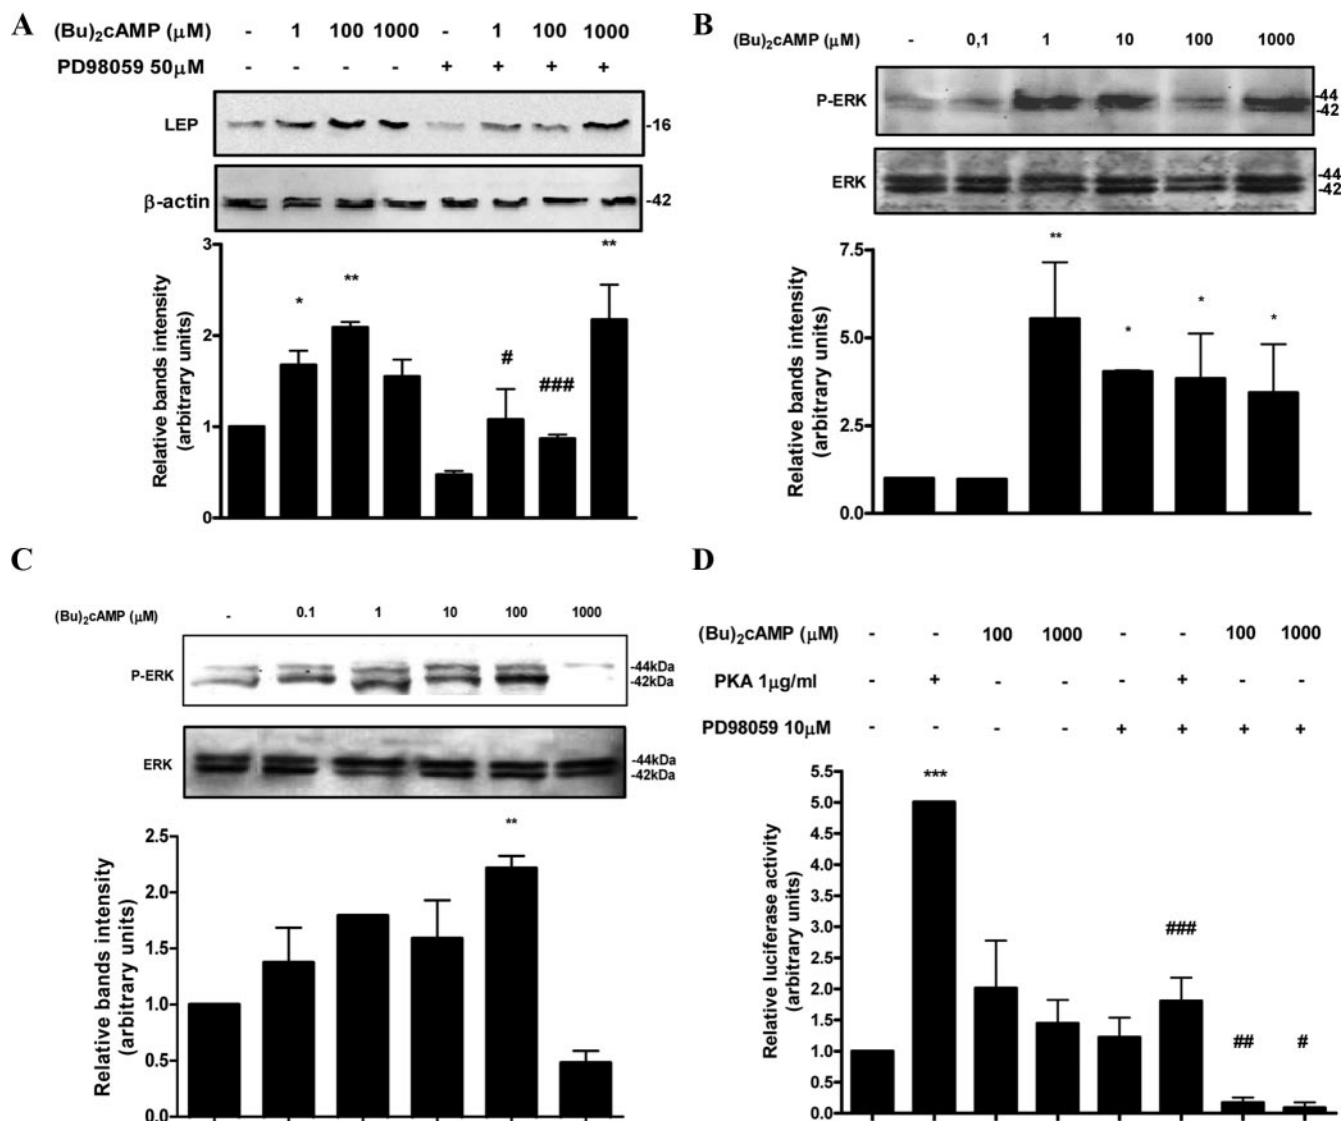 A
(Bu)₂cAMP (μM) - 1 100 1000 - 1 100 1000
PD98059 50μM - - - - + + + +
LEP -16
β-actin -42
Relative bands intensity
(arbitrary units)
3
2
1
0
* ** # ### **
B
(Bu)₂cAMP (μM) - 0,1 1 10 100 1000
P-ERK -44
-42
ERK -44
-42
Relative bands intensity
(arbitrary units)
7.5
5.0
2.5
0.0
** * * *
C
(Bu)₂cAMP (μM) - 0.1 1 10 100 1000
P-ERK -44kDa
-42kDa
ERK -44kDa
-42kDa
Relative bands intensity
(arbitrary units)
2.5
2.0
1.5
1.0
0.5
0.0
**
D
(Bu)₂cAMP (μM) - - 100 1000 - - 100 1000
PKA 1μg/ml - + - - - + - -
PD98059 10μM - - - - + + + +
Relative luciferase activity
(arbitrary units)
5.5
5.0
4.5
4.0
3.5
3.0
2.5
2.0
1.5
1.0
0.5
0.0
*** ### ## #